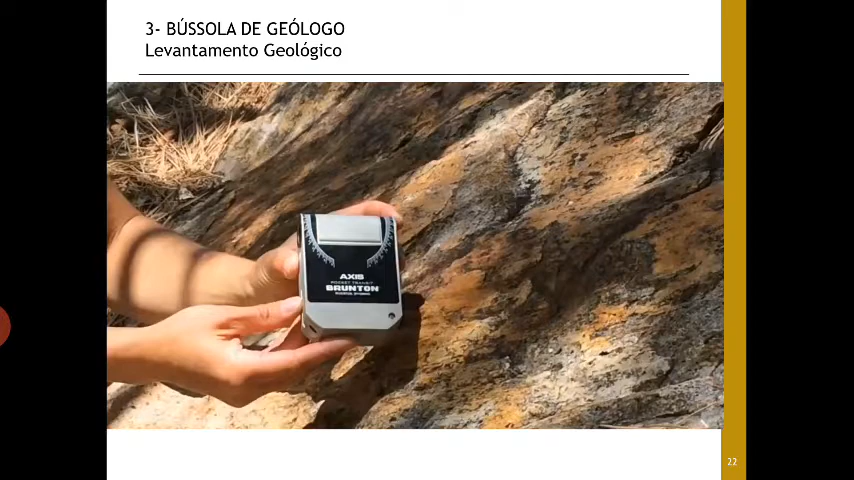 3- BÚSSOLA DE GEÓLOGO
Levantamento Geológico
AXIS
POCKET TRANSIT
BRUNTON
22